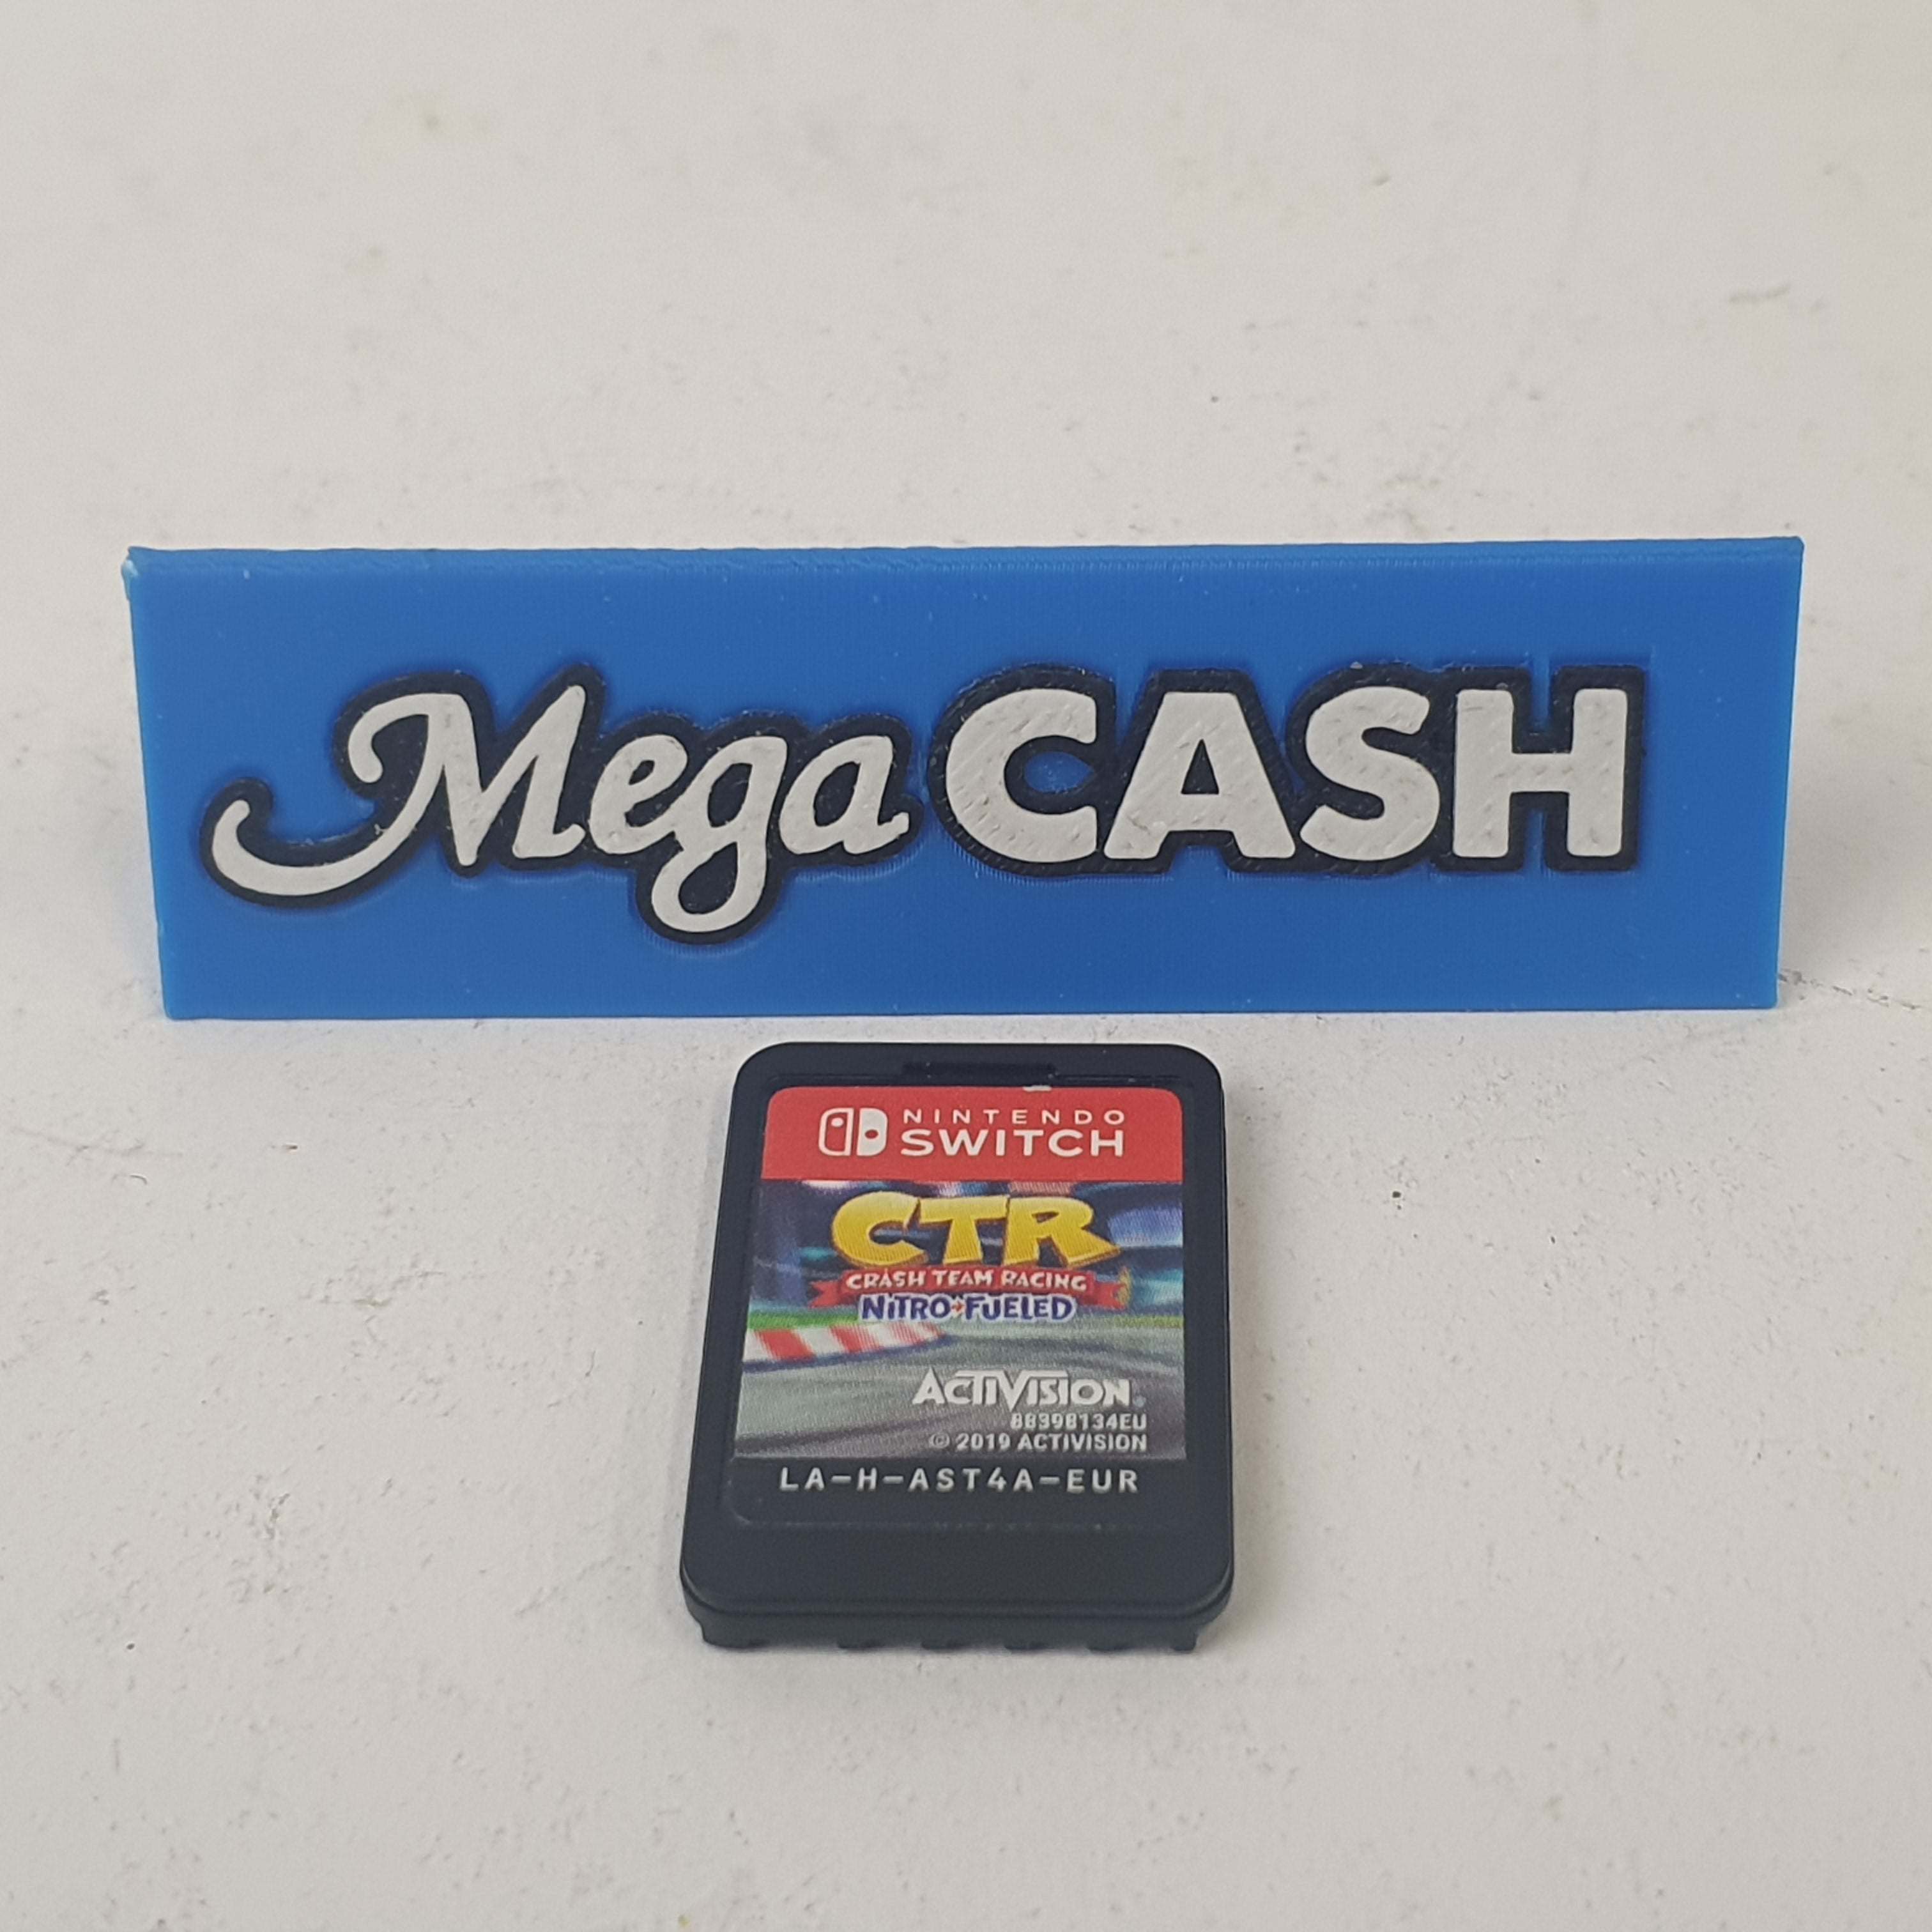 Mega CASH
NINTENDO
SWITCH
CTR
CRASH TEAM RACING
NITRO FUELED
ACTIVISION
88398134EU
© 2019 ACTIVISION
LA-H-AST4A-EUR